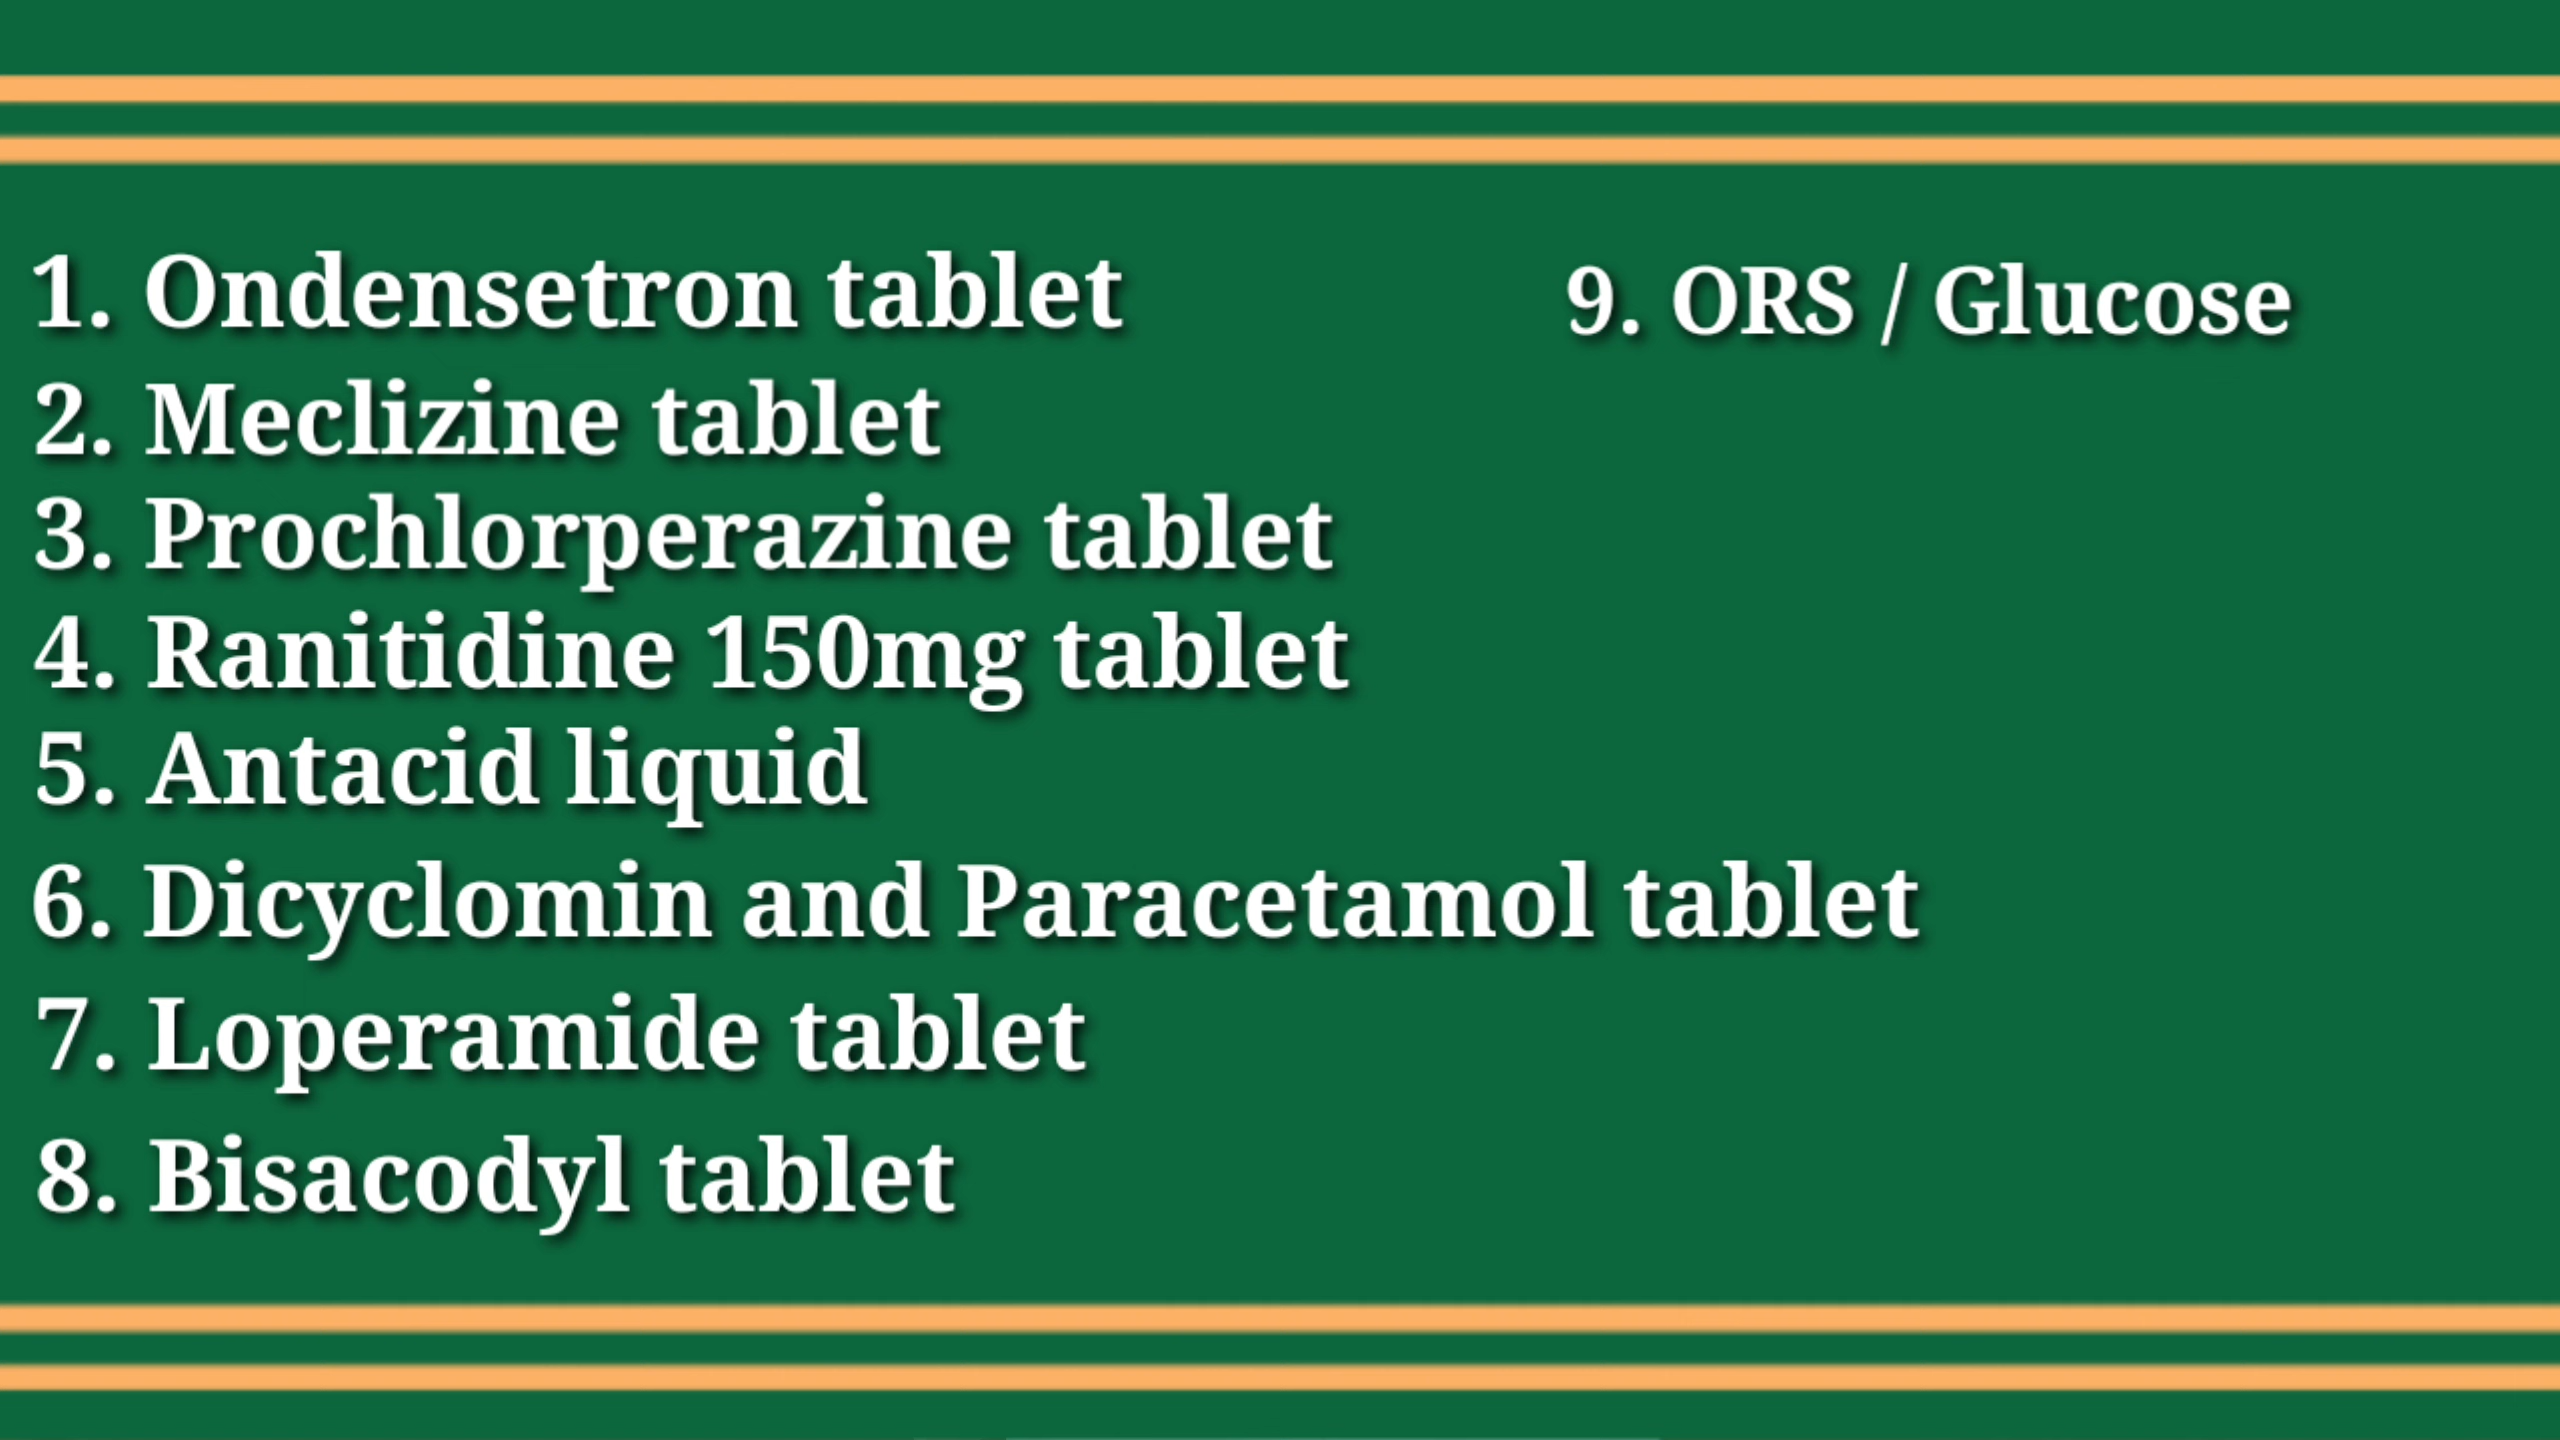 1. Ondensetron tablet
2. Meclizine tablet
3. Prochlorperazine tablet
4. Ranitidine 150mg tablet
5. Antacid liquid
6. Dicyclomin and Paracetamol tablet
7. Loperamide tablet
8. Bisacodyl tablet
9. ORS / Glucose